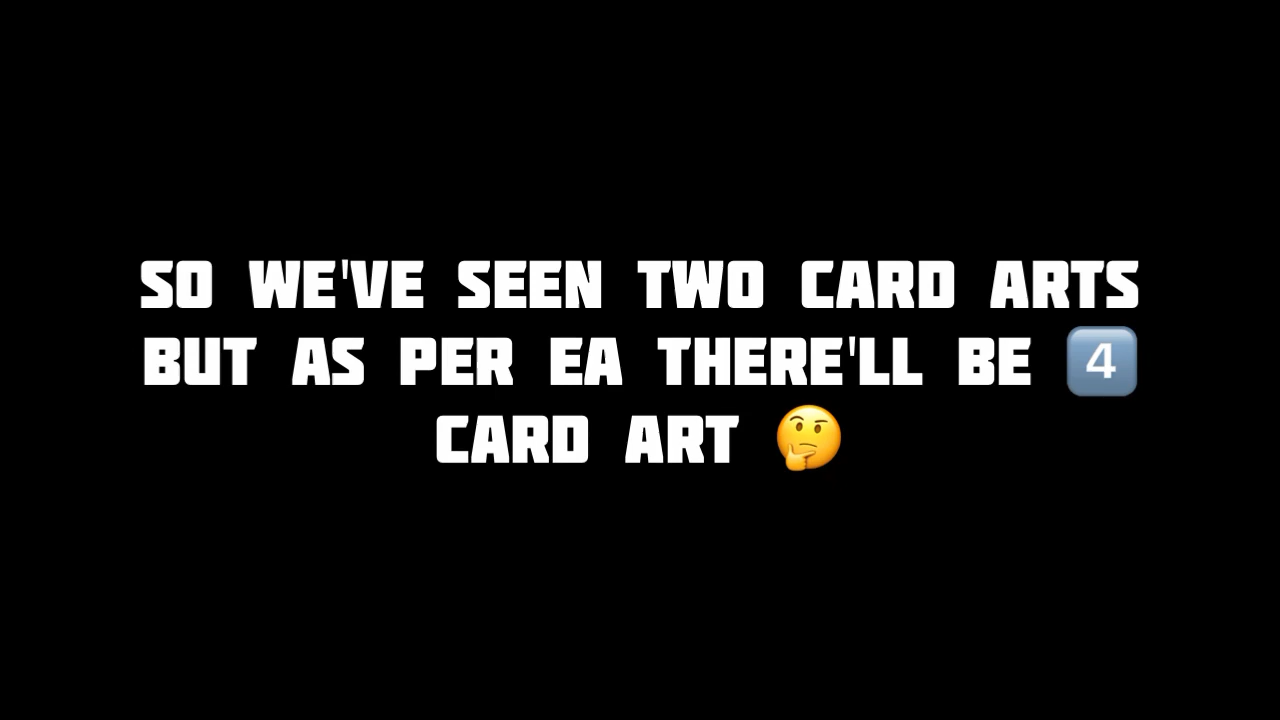 SO WE'VE SEEN TWO CARD ARTS
BUT AS PER EA THERE'LL BE 4️⃣
CARD ART 🤔